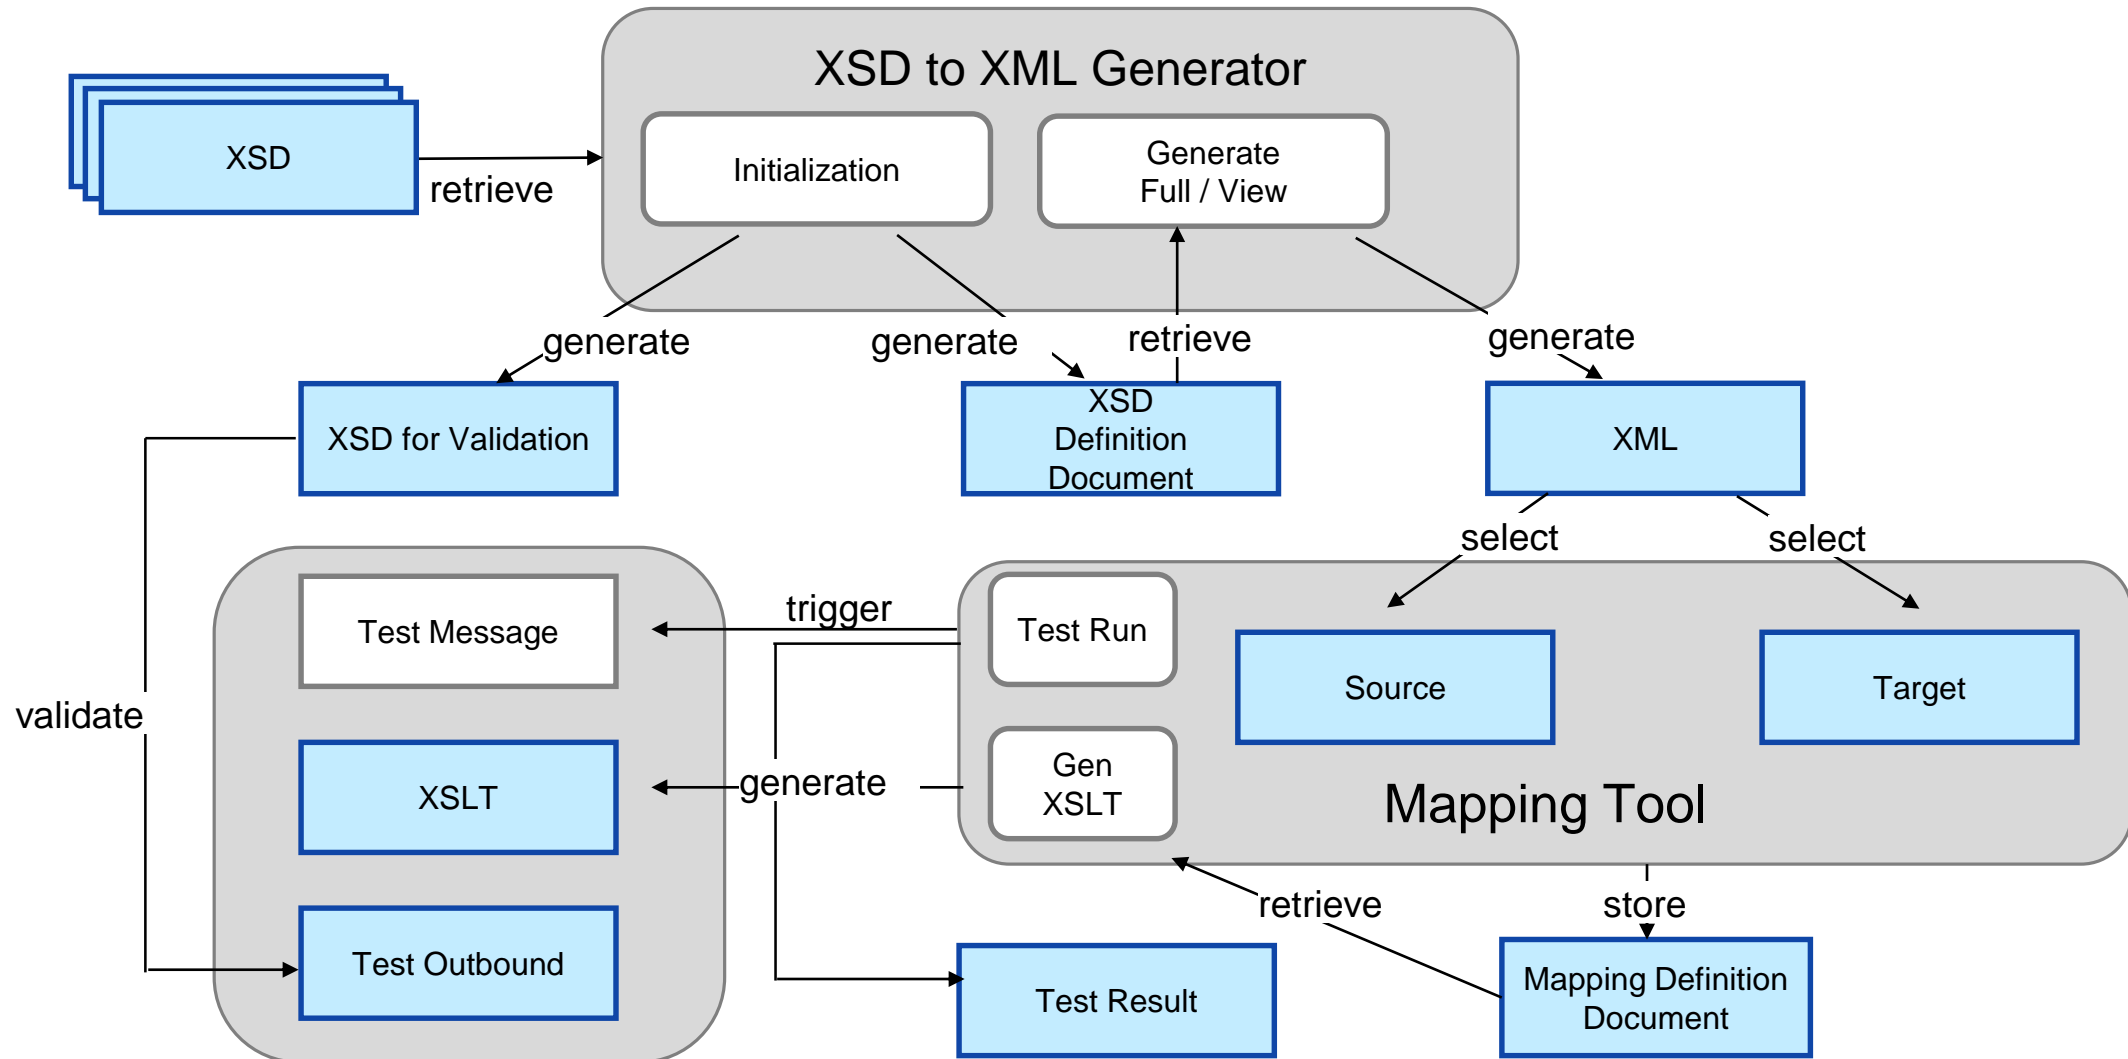 XSD to XML Generator
XSD
retrieve
Initialization
Generate
Full / View
generate
generate
retrieve
generate
XSD for Validation
XSD
Definition
Document
XML
select
select
Test Message
trigger
Test Run
Source
Target
validate
XSLT
generate
Gen
XSLT
Mapping Tool
retrieve
store
Test Outbound
Test Result
Mapping Definition
Document